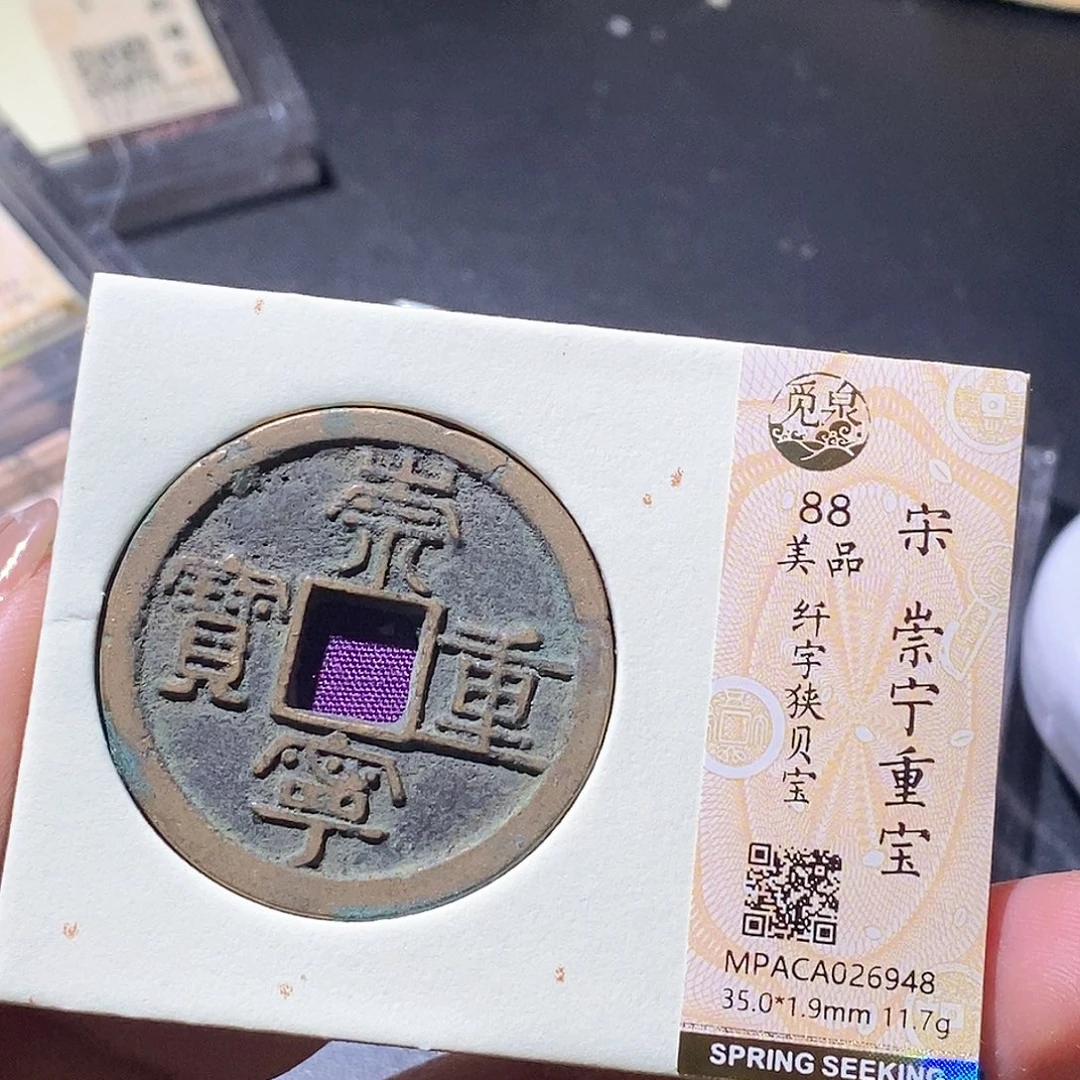 崇
重
寧
寶
觅泉
88
美品
纤字狭贝宝
宋 崇宁重宝
MPACA026948
35.0*1.9mm 11.7g
SPRING SEEKING